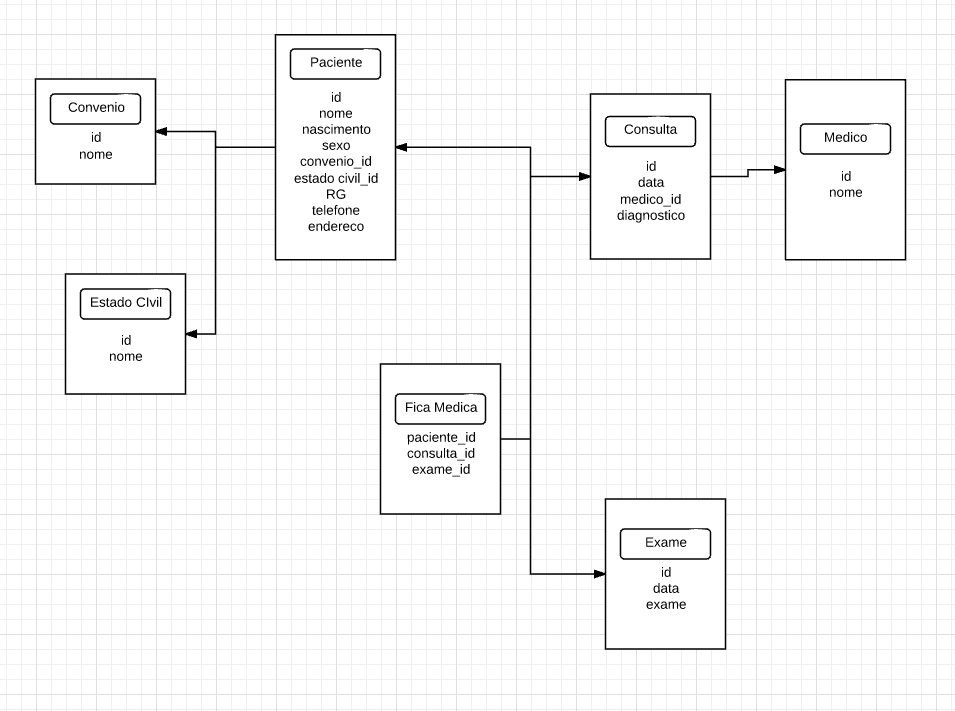 Convenio
id
nome
Paciente
id
nome
nascimento
sexo
convenio_id
estado civil_id
RG
telefone
endereco
Consulta
id
data
medico_id
diagnostico
Medico
id
nome
Estado CIvil
id
nome
Fica Medica
paciente_id
consulta_id
exame_id
Exame
id
data
exame